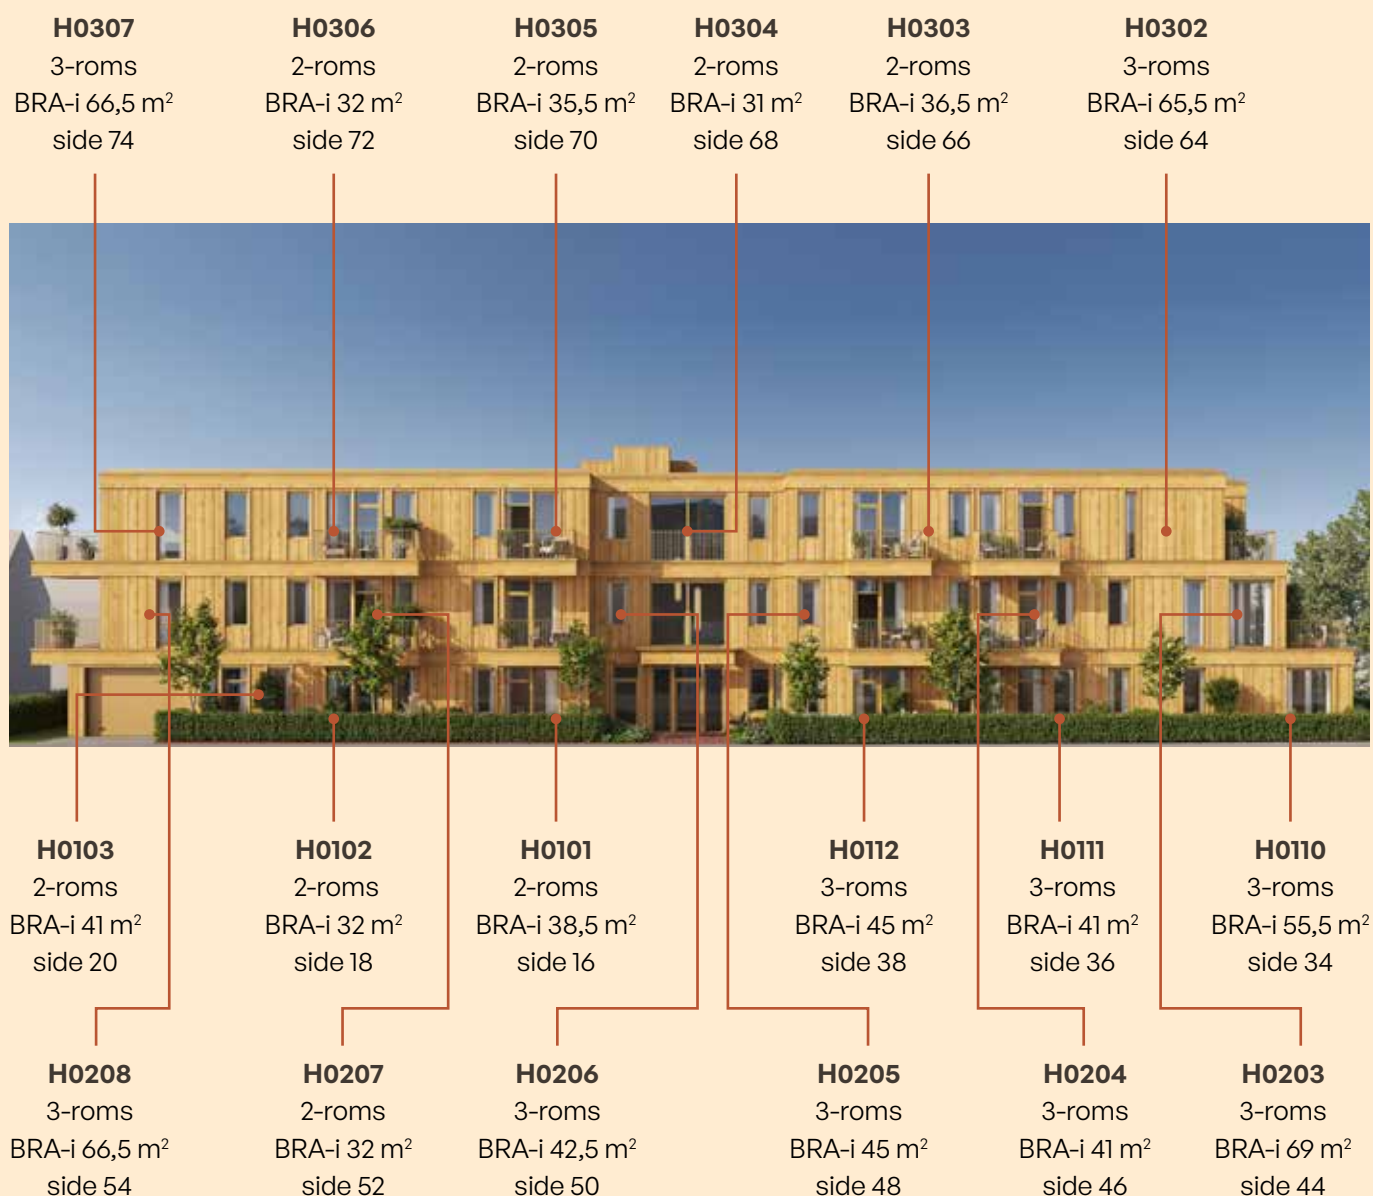 H0307
3-roms
BRA-i 66,5 m²
side 74
H0306
2-roms
BRA-i 32 m²
side 72
H0305
2-roms
BRA-i 35,5 m²
side 70
H0304
2-roms
BRA-i 31 m²
side 68
H0303
2-roms
BRA-i 36,5 m²
side 66
H0302
3-roms
BRA-i 65,5 m²
side 64
H0103
2-roms
BRA-i 41 m²
side 20
H0102
2-roms
BRA-i 32 m²
side 18
H0101
2-roms
BRA-i 38,5 m²
side 16
H0112
3-roms
BRA-i 45 m²
side 38
H0111
3-roms
BRA-i 41 m²
side 36
H0110
3-roms
BRA-i 55,5 m²
side 34
H0208
3-roms
BRA-i 66,5 m²
side 54
H0207
2-roms
BRA-i 32 m²
side 52
H0206
3-roms
BRA-i 42,5 m²
side 50
H0205
3-roms
BRA-i 45 m²
side 48
H0204
3-roms
BRA-i 41 m²
side 46
H0203
3-roms
BRA-i 69 m²
side 44